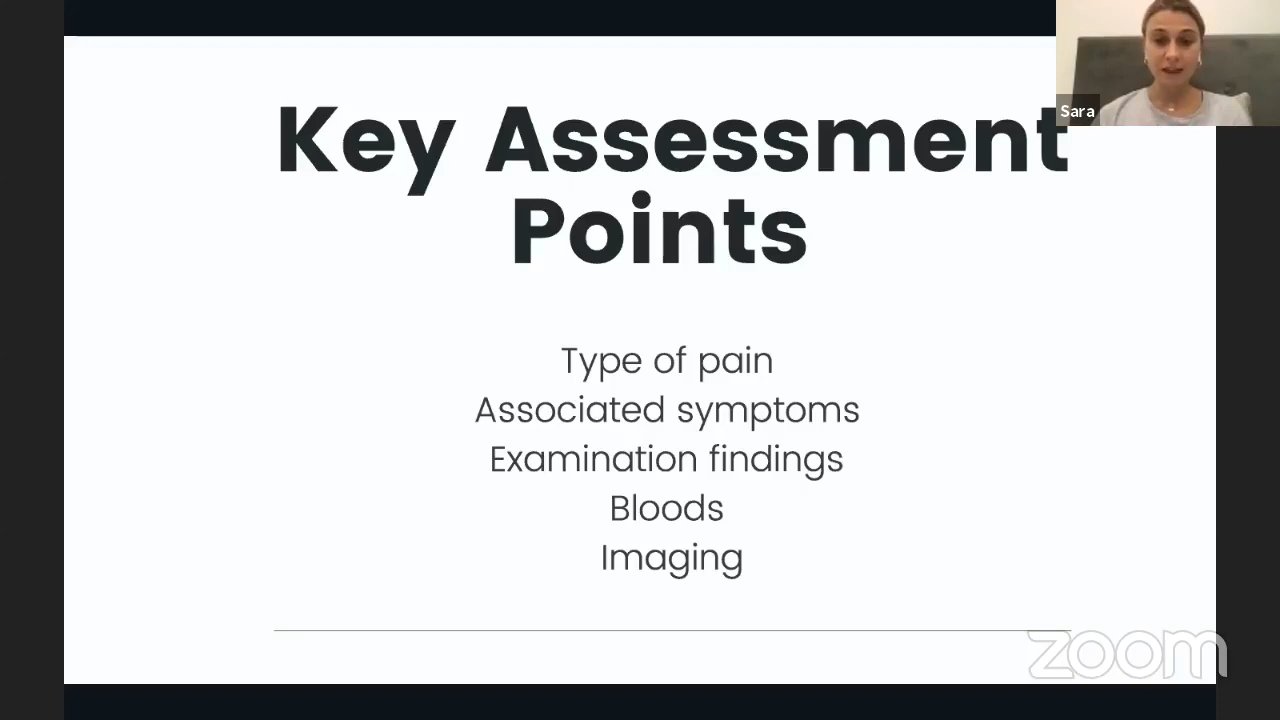 Sara
Key Assessment
Points
Type of pain
Associated symptoms
Examination findings
Bloods
Imaging
zoom